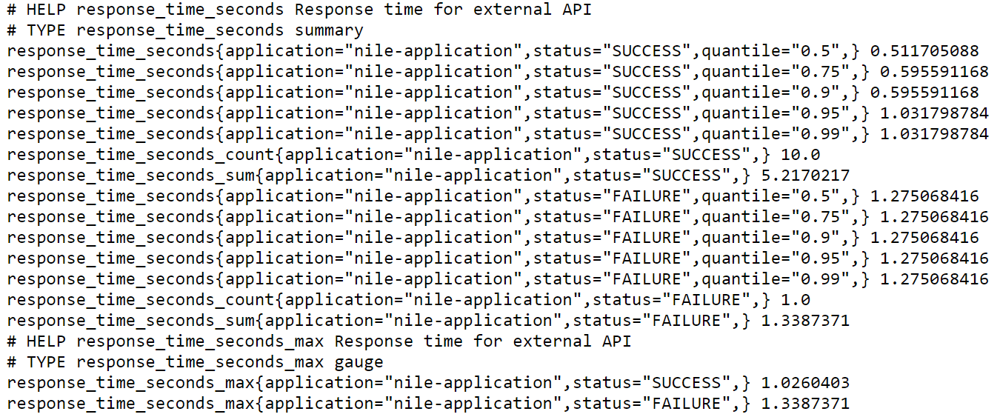 # HELP response_time_seconds Response time for external API
# TYPE response_time_seconds summary
response_time_seconds{application="nile-application",status="SUCCESS",quantile="0.5",} 0.511705088
response_time_seconds{application="nile-application",status="SUCCESS",quantile="0.75",} 0.595591168
response_time_seconds{application="nile-application",status="SUCCESS",quantile="0.9",} 0.595591168
response_time_seconds{application="nile-application",status="SUCCESS",quantile="0.95",} 1.031798784
response_time_seconds{application="nile-application",status="SUCCESS",quantile="0.99",} 1.031798784
response_time_seconds_count{application="nile-application",status="SUCCESS",} 10.0
response_time_seconds_sum{application="nile-application",status="SUCCESS",} 5.2170217
response_time_seconds{application="nile-application",status="FAILURE",quantile="0.5",} 1.275068416
response_time_seconds{application="nile-application",status="FAILURE",quantile="0.75",} 1.275068416
response_time_seconds{application="nile-application",status="FAILURE",quantile="0.9",} 1.275068416
response_time_seconds{application="nile-application",status="FAILURE",quantile="0.95",} 1.275068416
response_time_seconds{application="nile-application",status="FAILURE",quantile="0.99",} 1.275068416
response_time_seconds_count{application="nile-application",status="FAILURE",} 1.0
response_time_seconds_sum{application="nile-application",status="FAILURE",} 1.3387371
# HELP response_time_seconds_max Response time for external API
# TYPE response_time_seconds_max gauge
response_time_seconds_max{application="nile-application",status="SUCCESS",} 1.0260403
response_time_seconds_max{application="nile-application",status="FAILURE",} 1.3387371